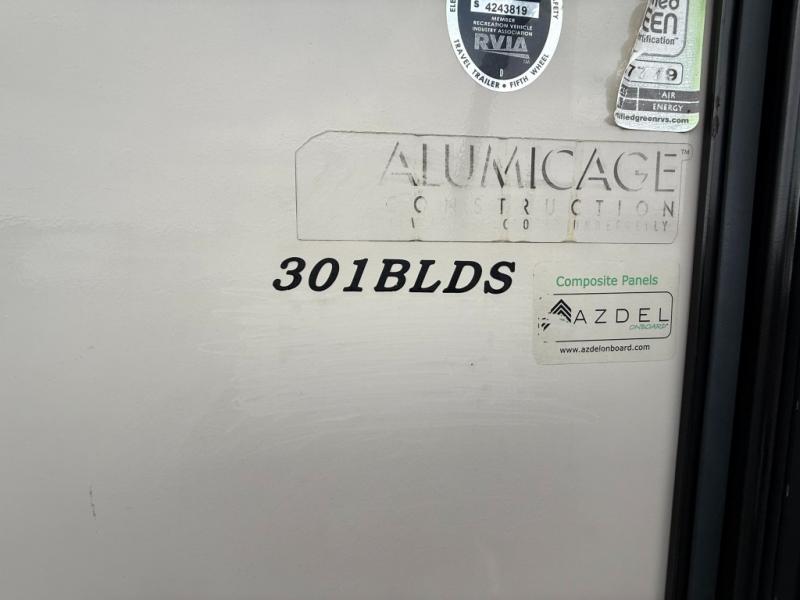 S 4243819
MEMBER
RECREATION VEHICLE
INDUSTRY ASSOCIATION
RVIA
TRAVEL TRAILER • FIFTH WHEEL
AIR
ENERGY
ALUMICAGE™
CONSTRUCTION
301BLDS
Composite Panels
AZDEL
ONBOARD
www.azdelonboard.com